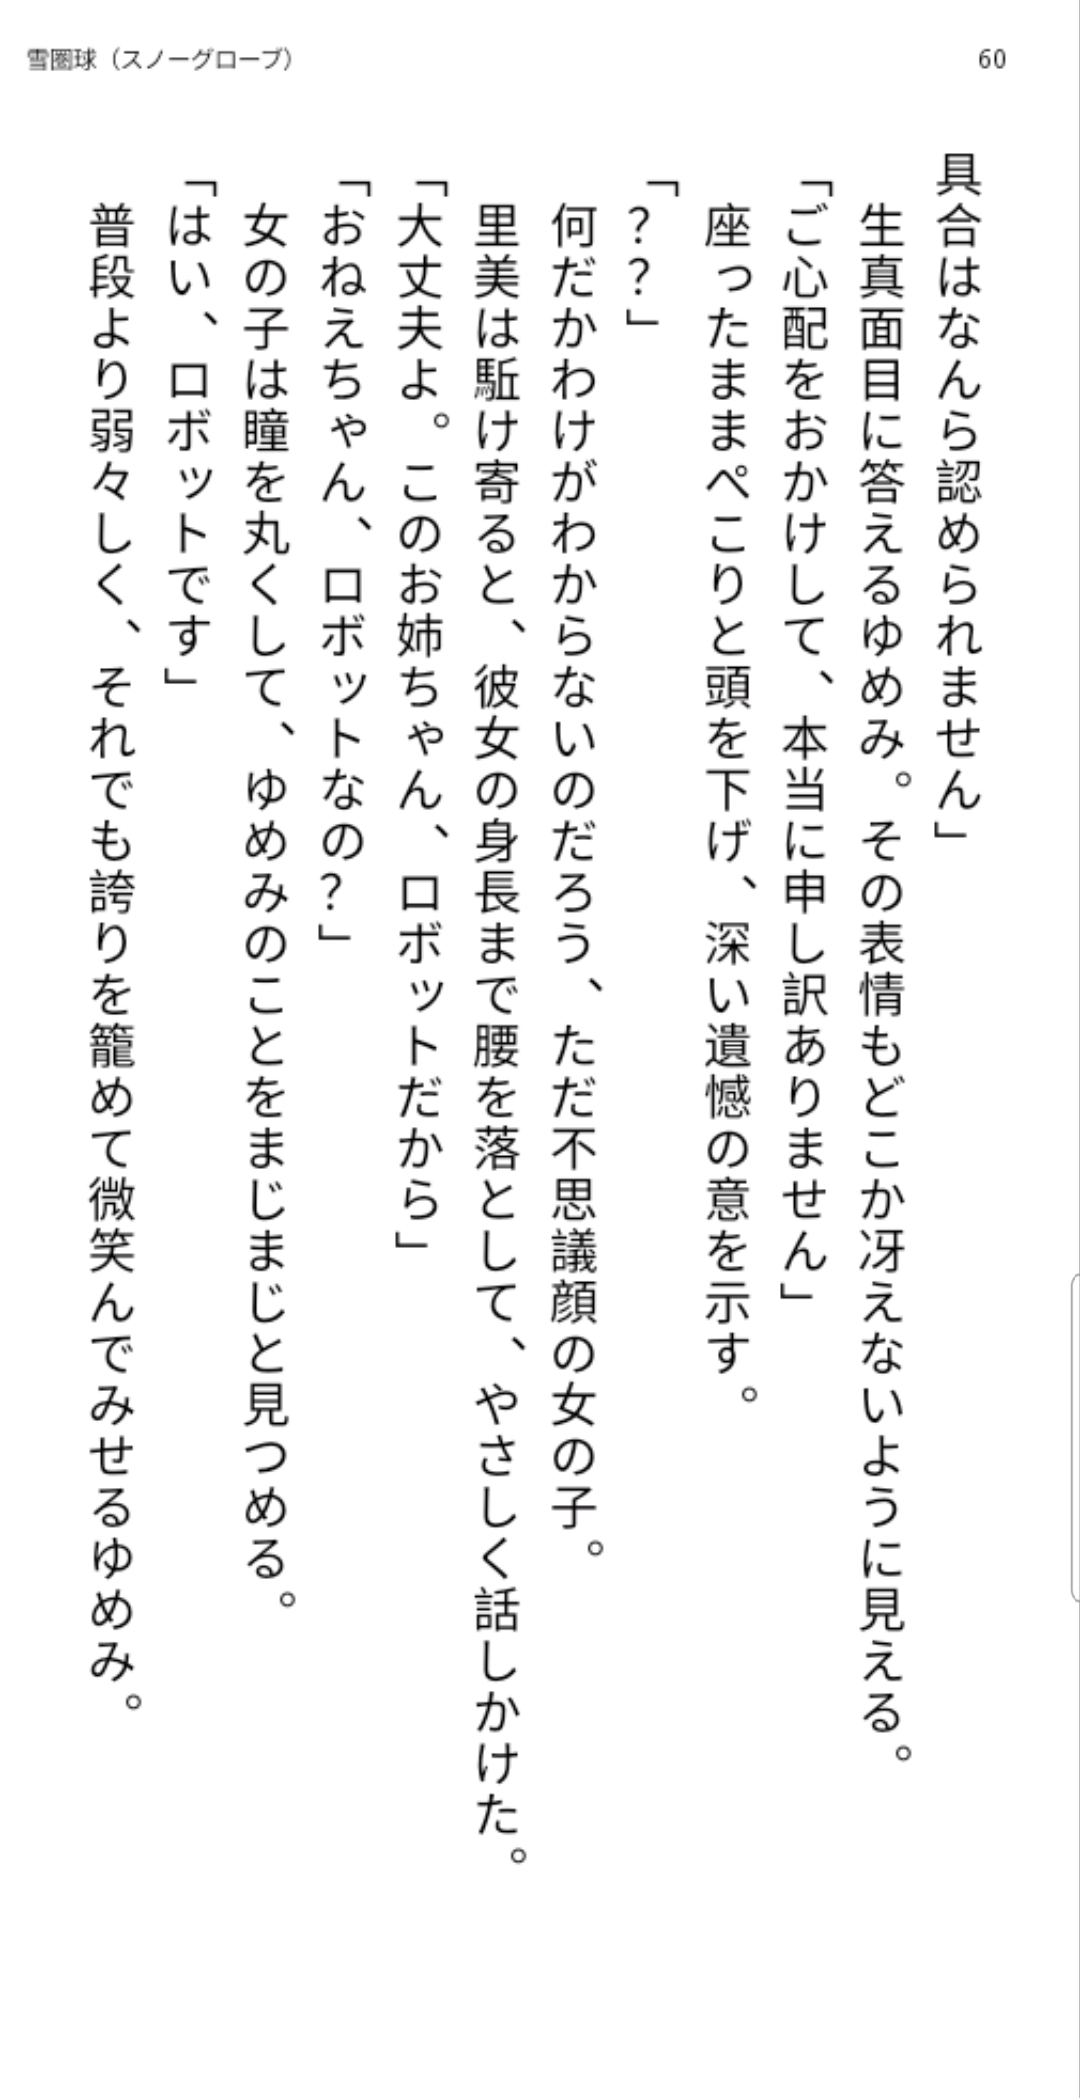 雪圏球（スノーグローブ）
60
具合はなんら認められません」
生真面目に答えるゆめみ。その表情もどこか冴えないように見える。
「ご心配をおかけして、本当に申し訳ありません」
座ったままぺこりと頭を下げ、深い遺憾の意を示す。
「？？」
何だかわけがわからないのだろう、ただ不思議顔の女の子。
里美は駈け寄ると、彼女の身長まで腰を落として、やさしく話しかけた。
「大丈夫よ。このお姉ちゃん、ロボットだから」
「おねえちゃん、ロボットなの？」
女の子は瞳を丸くして、ゆめみのことをまじまじと見つめる。
「はい、ロボットです」
普段より弱々しく、それでも誇りを籠めて微笑んでみせるゆめみ。